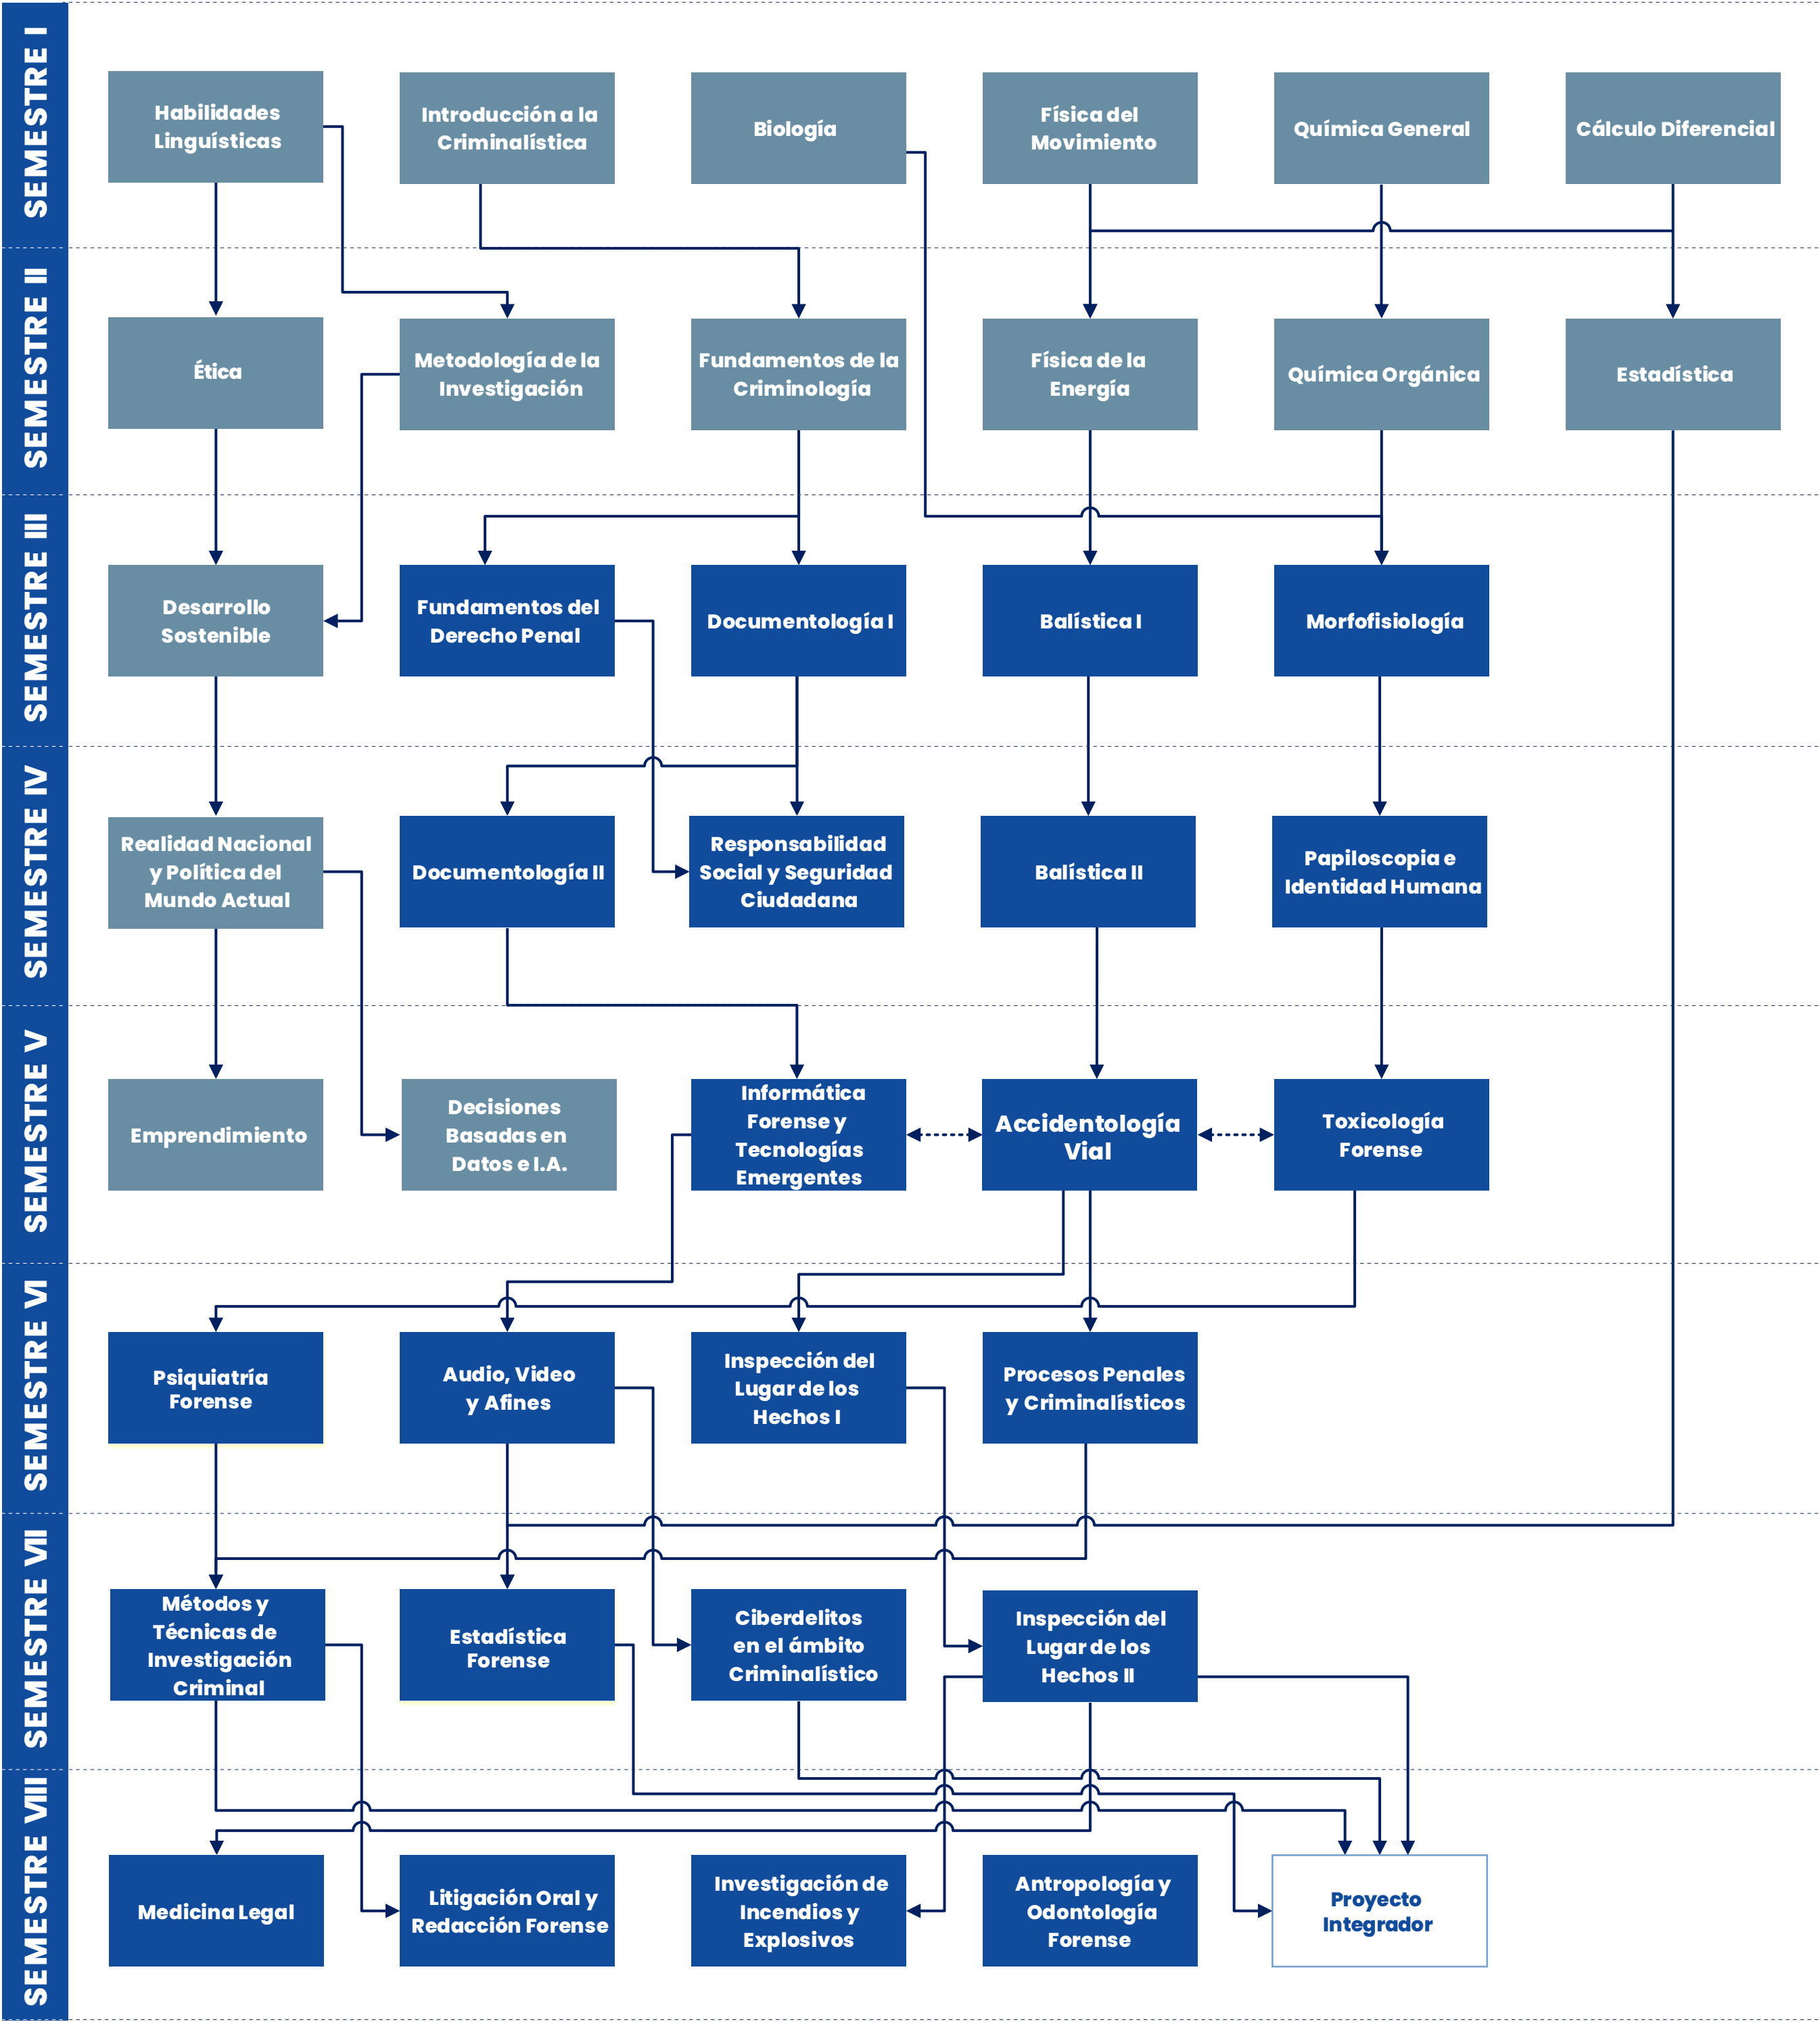 SEMESTRE I
Habilidades
Linguísticas
Introducción a la
Criminalística
Biología
Física del
Movimiento
Química General
Cálculo Diferencial
SEMESTRE II
Ética
Metodología de la
Investigación
Fundamentos de la
Criminología
Física de la
Energía
Química Orgánica
Estadística
SEMESTRE III
Desarrollo
Sostenible
Fundamentos del
Derecho Penal
Documentología I
Balística I
Morfofisiología
SEMESTRE IV
Realidad Nacional
y Política del
Mundo Actual
Documentología II
Responsabilidad
Social y Seguridad
Ciudadana
Balística II
Papiloscopia e
Identidad Humana
SEMESTRE V
Emprendimiento
Decisiones
Basadas en
Datos e I.A.
Informática
Forense y
Tecnologías
Emergentes
Accidentología
Vial
Toxicología
Forense
SEMESTRE VI
Psiquiatría
Forense
Audio, Video
y Afines
Inspección del
Lugar de los
Hechos I
Procesos Penales
y Criminalísticos
SEMESTRE VII
Métodos y
Técnicas de
Investigación
Criminal
Estadística
Forense
Ciberdelitos
en el ámbito
Criminalístico
Inspección del
Lugar de los
Hechos II
SEMESTRE VIII
Medicina Legal
Litigación Oral y
Redacción Forense
Investigación de
Incendios y
Explosivos
Antropología y
Odontología
Forense
Proyecto
Integrador